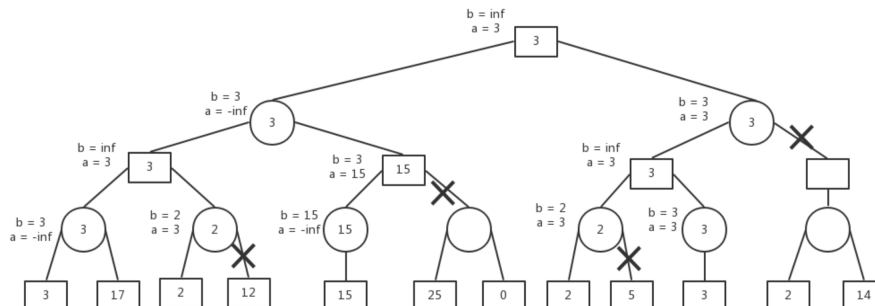 b = inf
a = 3
3
b = 3
a = -inf
3
b = 3
a = 3
3
b = inf
a = 3
3
b = 3
a = 15
15
b = inf
a = 3
3
b = 3
a = -inf
3
b = 2
a = 3
2
b = 15
a = -inf
15
b = 2
a = 3
2
b = 3
a = 3
3
3
17
2
12
15
25
0
2
5
3
2
14